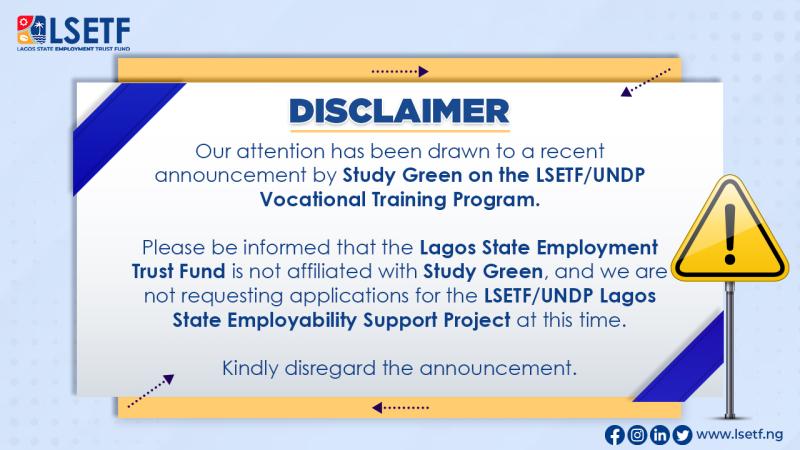 LSETF
LAGOS STATE EMPLOYMENT TRUST FUND
DISCLAIMER
Our attention has been drawn to a recent
announcement by Study Green on the LSETF/UNDP
Vocational Training Program.
Please be informed that the Lagos State Employment
Trust Fund is not affiliated with Study Green, and we are
not requesting applications for the LSETF/UNDP Lagos
State Employability Support Project at this time.
Kindly disregard the announcement.
www.lsetf.ng